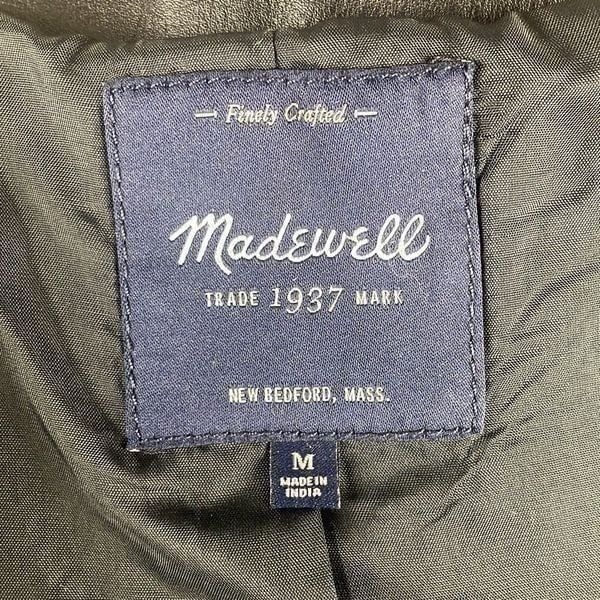 Finely Crafted
Madewell
TRADE 1937 MARK
NEW BEDFORD, MASS.
M
MADE IN
INDIA